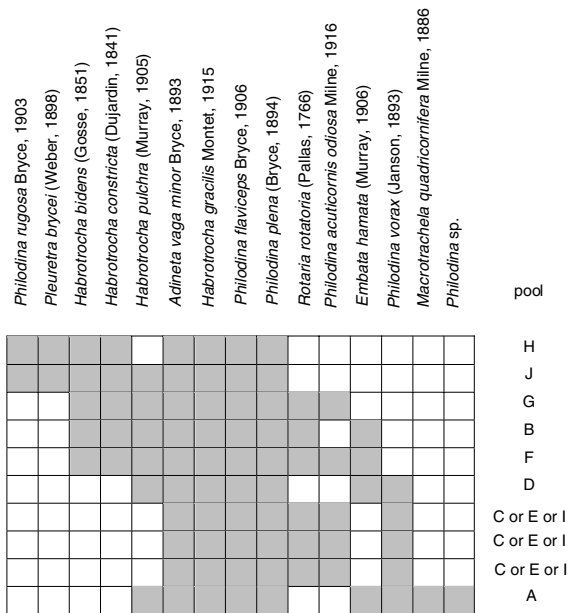 Philodina rugosa Bryce, 1903
Pleuretra brycei (Weber, 1898)
Habrotrocha bidens (Gosse, 1851)
Habrotrocha constricta (Dujardin, 1841)
Habrotrocha pulchra (Murray, 1905)
Adineta vaga minor Bryce, 1893
Habrotrocha gracilis Montet, 1915
Philodina flaviceps Bryce, 1906
Philodina plena (Bryce, 1894)
Rotaria rotatoria (Pallas, 1766)
Philodina acuticornis odiosa Milne, 1916
Embata hamata (Murray, 1906)
Philodina vorax (Janson, 1893)
Macrotrachela quadricornifera Milne, 1886
Philodina sp.
pool
H
J
G
B
F
D
C or E or I
C or E or I
C or E or I
A